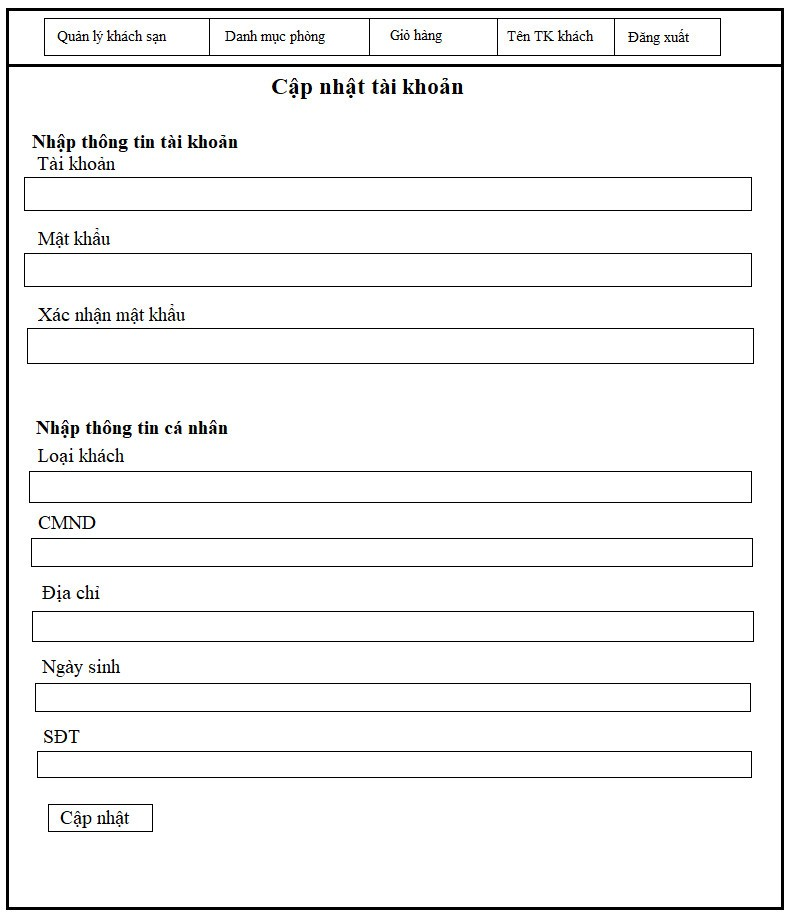 Quản lý khách sạn Danh mục phòng Giỏ hàng Tên TK khách Đăng xuất
Cập nhật tài khoản
Nhập thông tin tài khoản
Tài khoản
Mật khẩu
Xác nhận mật khẩu
Nhập thông tin cá nhân
Loại khách
CMND
Địa chỉ
Ngày sinh
SĐT
Cập nhật